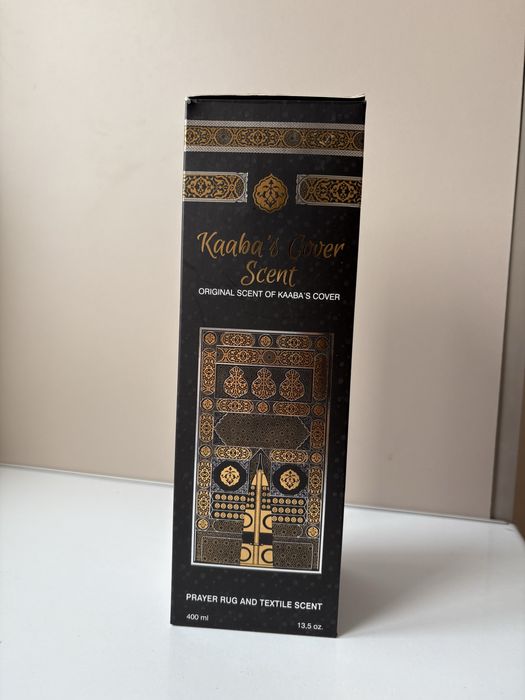 Kaaba's Cover
Scent
ORIGINAL SCENT OF KAABA'S COVER
PRAYER RUG AND TEXTILE SCENT
400 ml
13,5 oz.